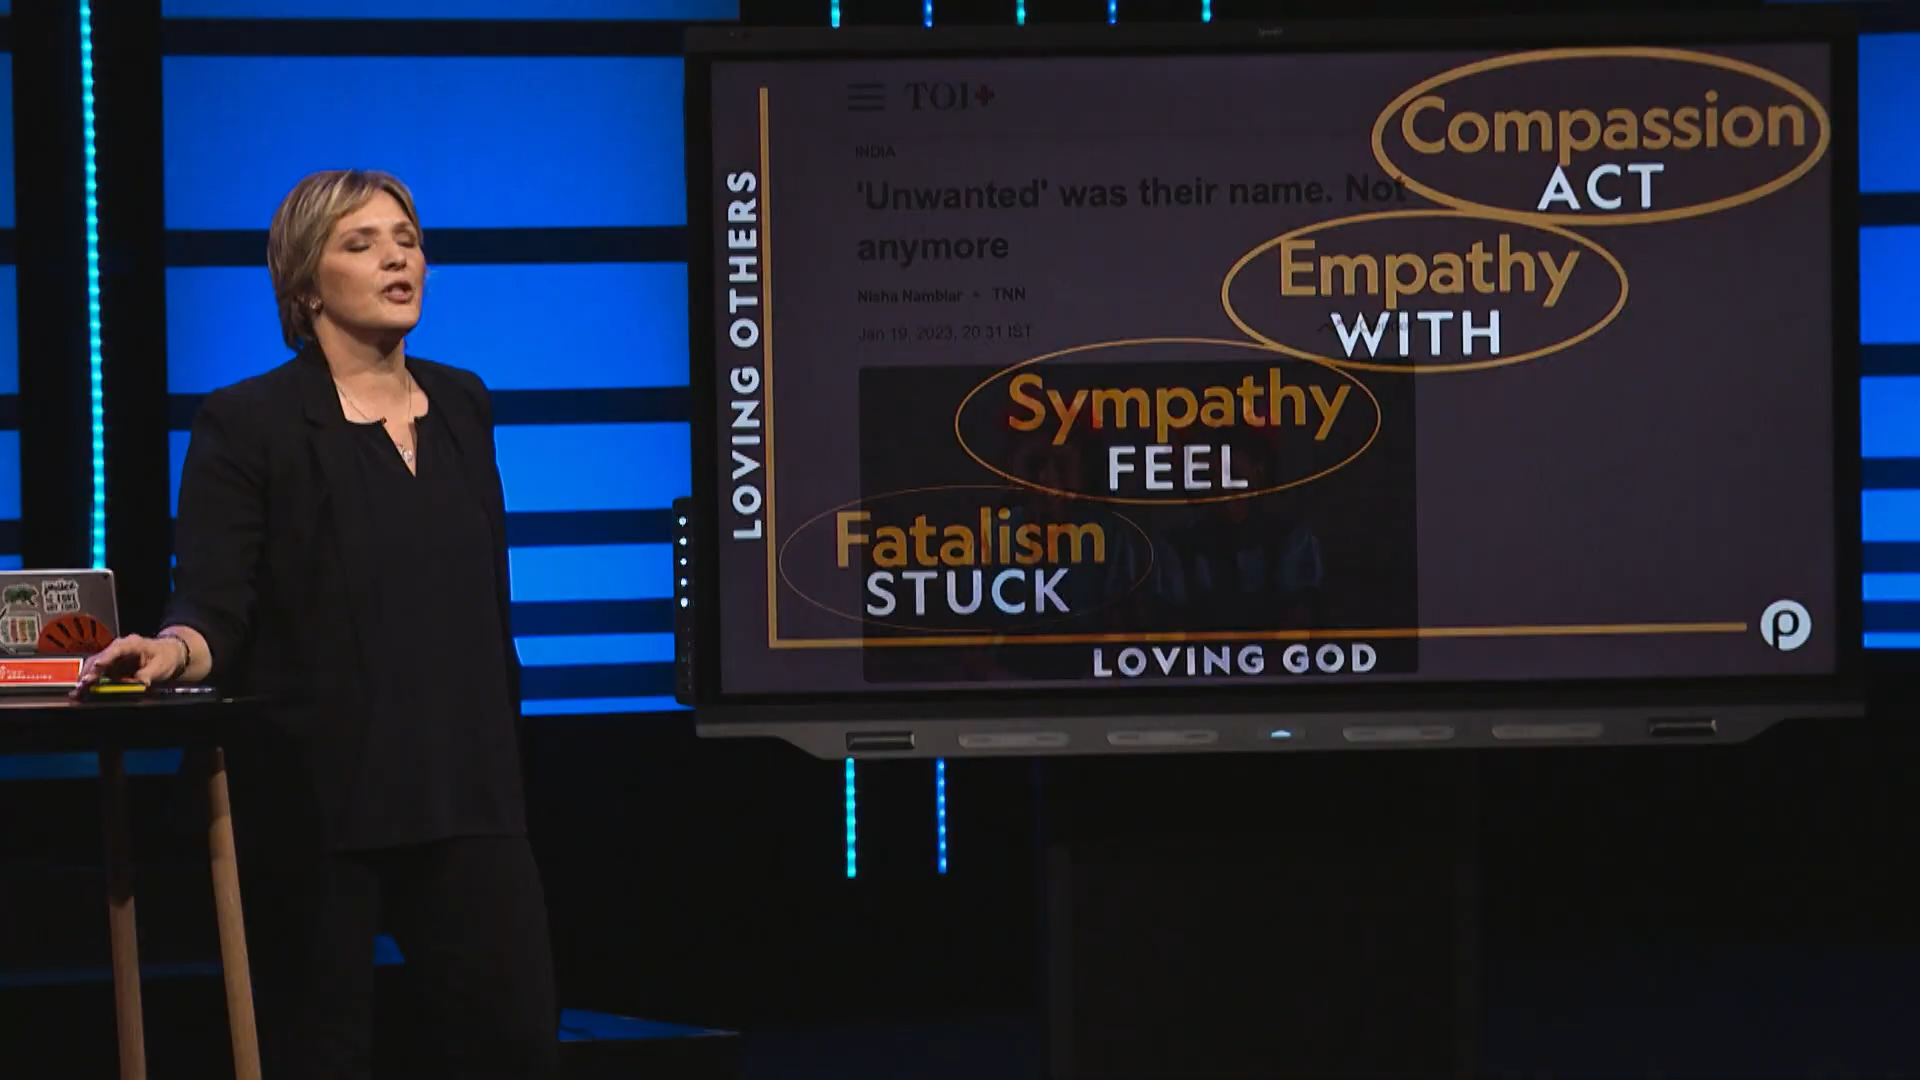 TOI+
INDIA
'Unwanted' was their name. Not
anymore
Nisha Nambiar - TNN
Jan 19, 2023, 20:31 IST
Compassion
ACT
Empathy
WITH
Sympathy
FEEL
Fatalism
STUCK
LOVING OTHERS
LOVING GOD
p